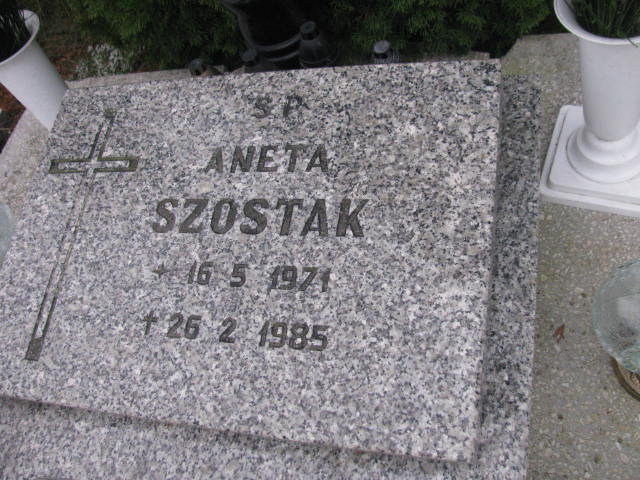 S.P.
ANETA
SZOSTAK
* 16 5 1971
† 26 2 1985